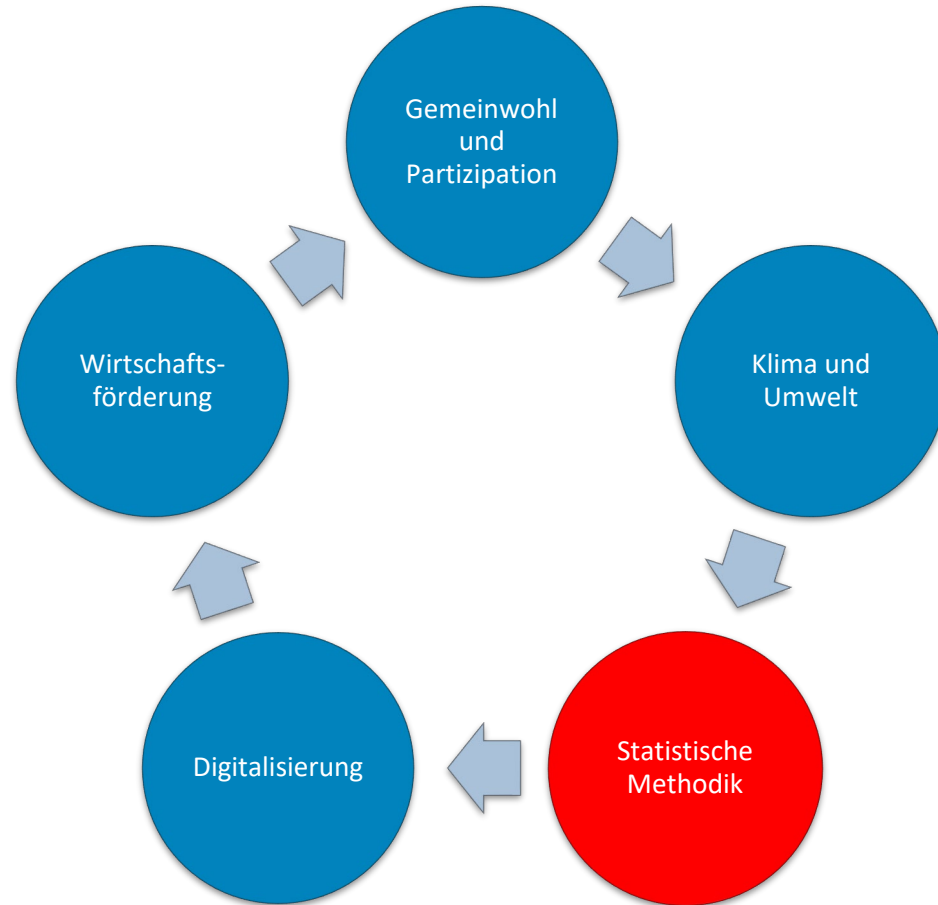 Gemeinwohl
und
Partizipation
Wirtschafts-
förderung
Klima und
Umwelt
Digitalisierung
Statistische
Methodik